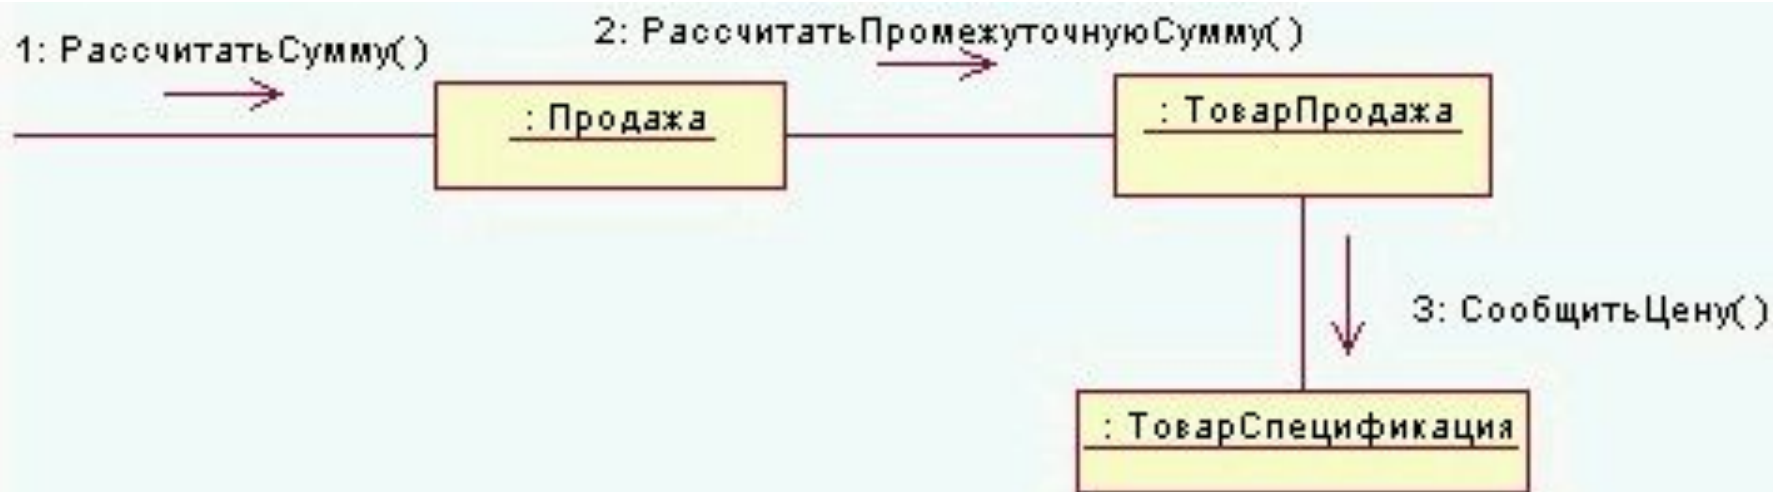 1: РассчитатьСумму()
2: РассчитатьПромежуточнуюСумму()
: Продажа
: ТоварПродажа
3: СообщитьЦену()
: ТоварСпецификация